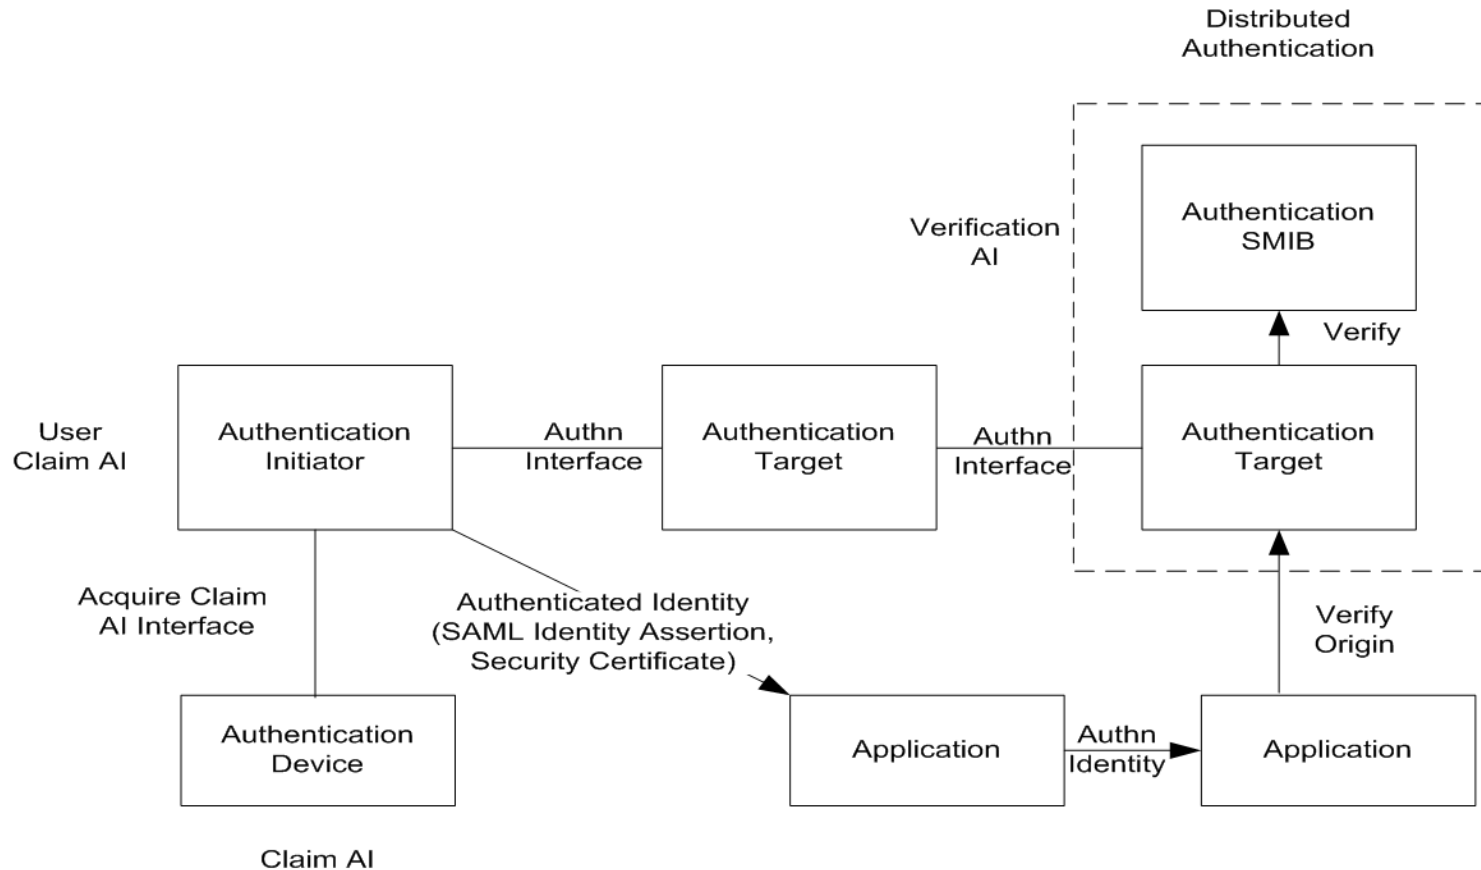 Distributed
Authentication
Authentication
SMIB
Verification
AI
Verify
User
Claim AI
Authentication
Initiator
Authn
Interface
Authentication
Target
Authn
Interface
Authentication
Target
Acquire Claim
AI Interface
Authenticated Identity
(SAML Identity Assertion,
Security Certificate)
Verify
Origin
Authentication
Device
Application
Authn
Identity
Application
Claim AI